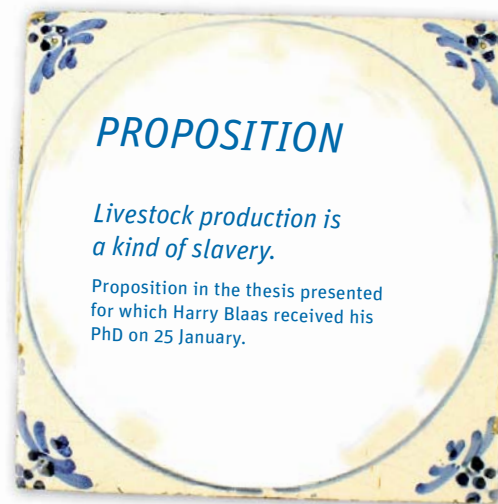 PROPOSITION
Livestock production is
a kind of slavery.
Proposition in the thesis presented
for which Harry Blaas received his
PhD on 25 January.